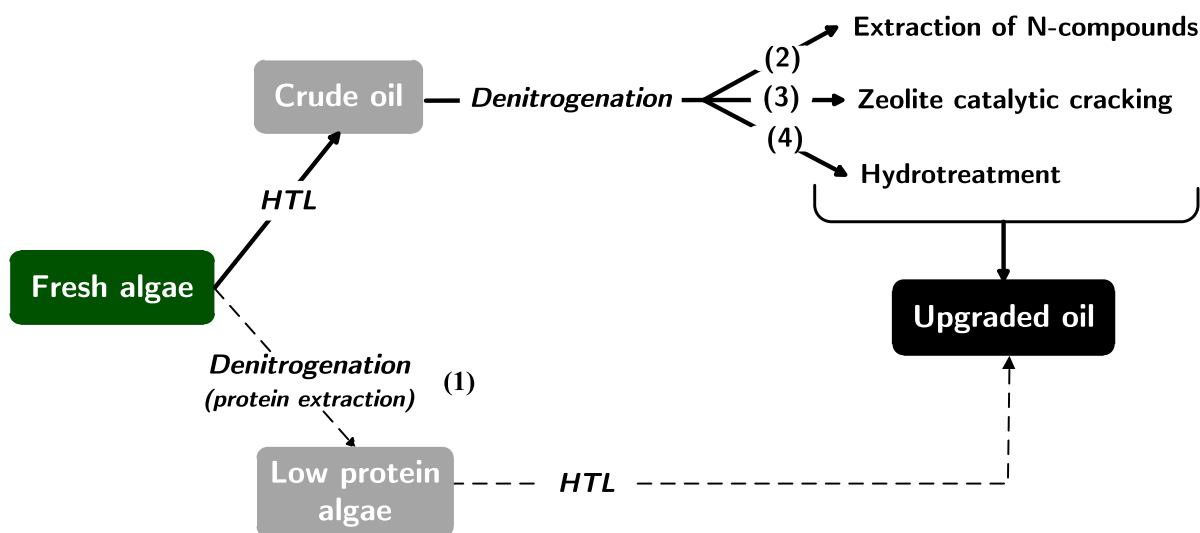 Extraction of N-compounds
(2)
Crude oil
Denitrogenation
(3)
Zeolite catalytic cracking
(4)
Hydrotreatment
HTL
Fresh algae
Upgraded oil
Denitrogenation
(protein extraction)
(1)
Low protein
algae
HTL